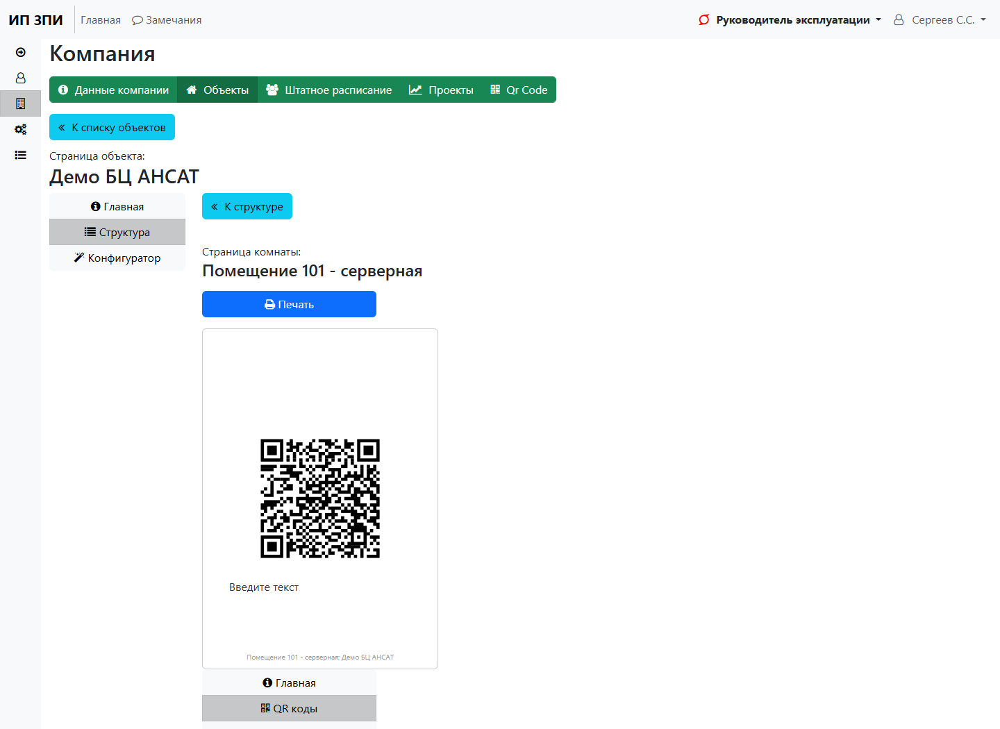 ИП ЗПИ
Главная
Замечания
Руководитель эксплуатации
Сергеев С.С.
Компания
Данные компании
Объекты
Штатное расписание
Проекты
Qr Code
« К списку объектов
Страница объекта:
Демо БЦ АНСАТ
Главная
Структура
Конфигуратор
« К структуре
Страница комнаты:
Помещение 101 - серверная
Печать
Введите текст
Помещение 101 - серверная; Демо БЦ АНСАТ
Главная
QR коды